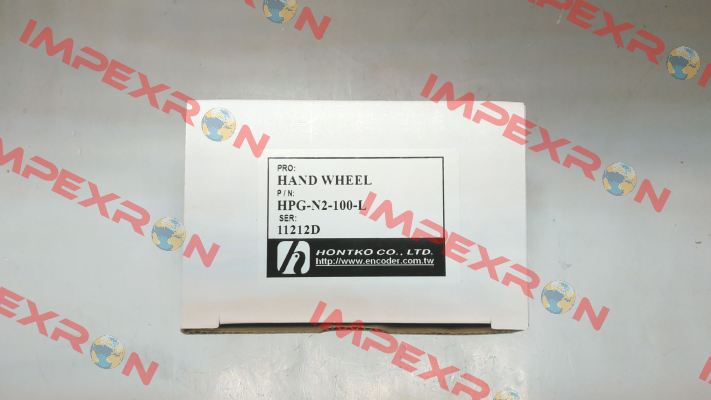 PRO:
HAND WHEEL
P / N:
HPG-N2-100-L
SER:
11212D
HONTKO CO., LTD.
http://www.encoder.com.tw
IMPEXRON
IMPEXRON
IMPEXRON
IMPEXRON
IMPEXRON
IMPEXRON